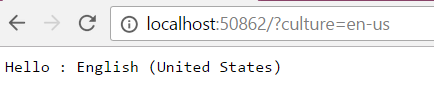 localhost:50862/?culture=en-us
Hello : English (United States)